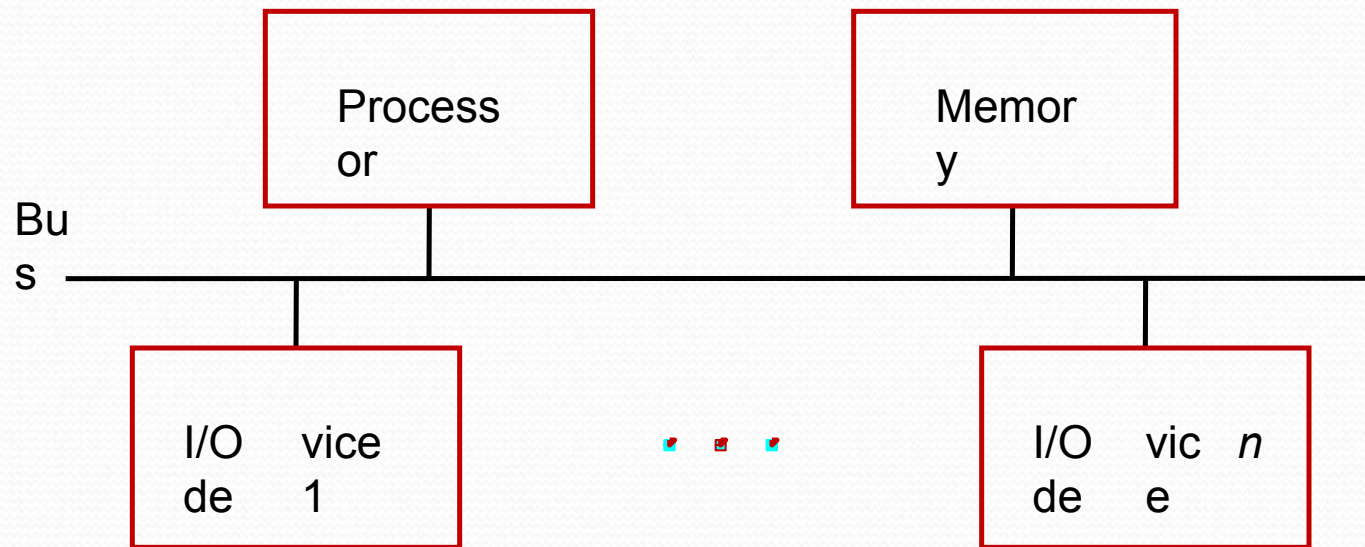 Process
or
Memor
y
Bu
s
I/O vice
de 1
I/O vic n
de e